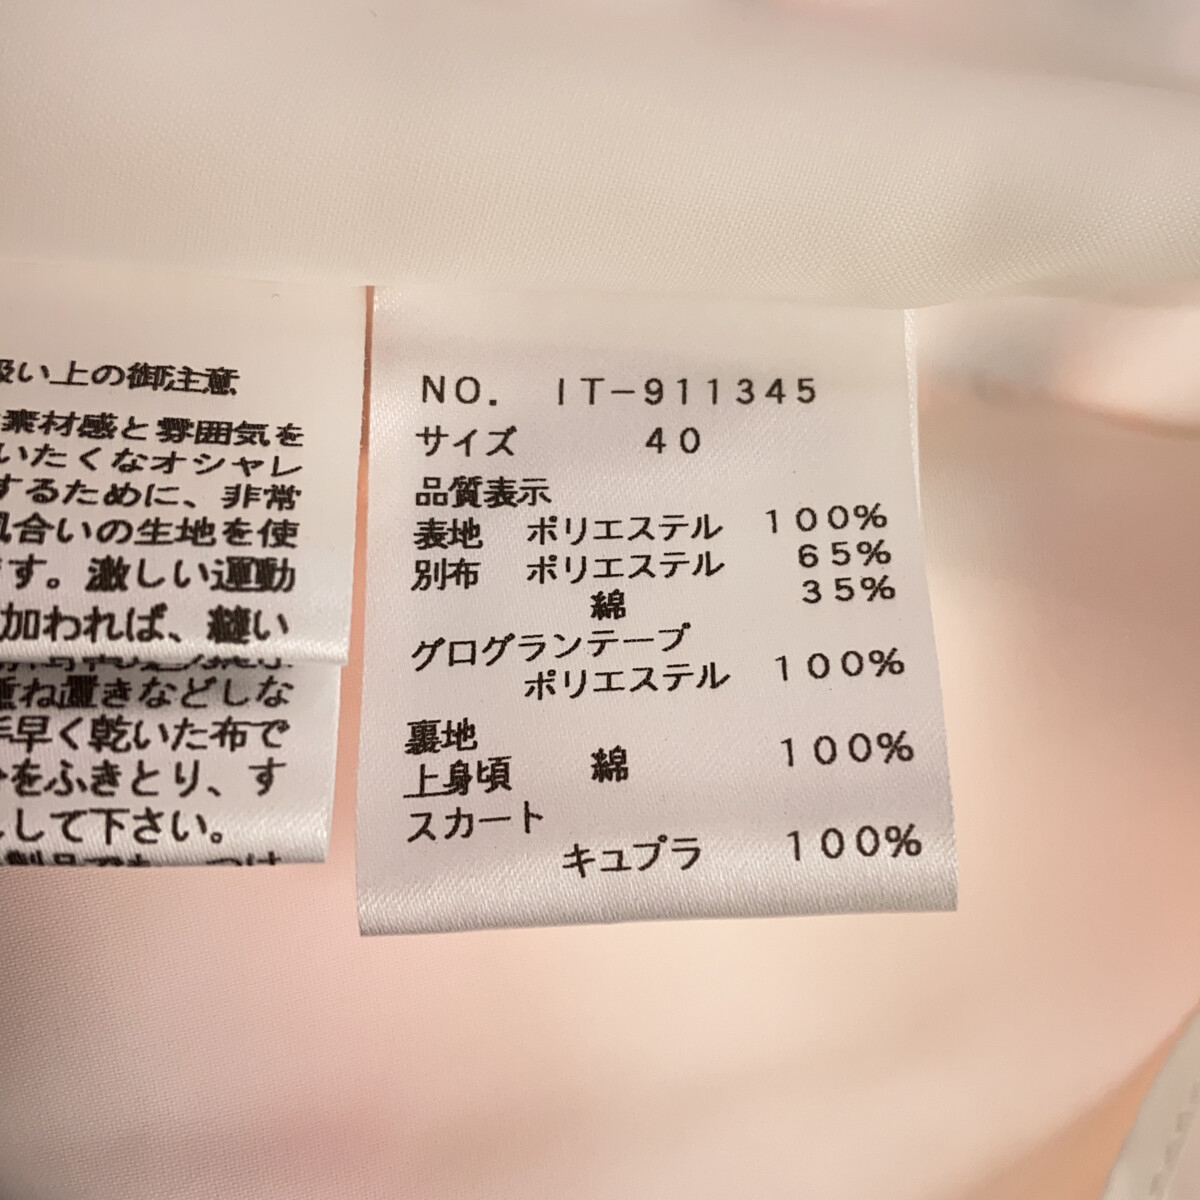 扱い上の御注意
素材感と雰囲気を
いたくなオシャレ
するために、非常
風合いの生地を使
す。激しい運動
加われば、縫い
重ね置きなどしな
手早く乾いた布で
をふきとり、す
して下さい。
NO. IT-911345
サイズ 40
品質表示
表地 ポリエステル 100%
別布 ポリエステル 65%
綿 35%
グログランテープ
ポリエステル 100%
裏地
上身頃 綿 100%
スカート
キュプラ 100%